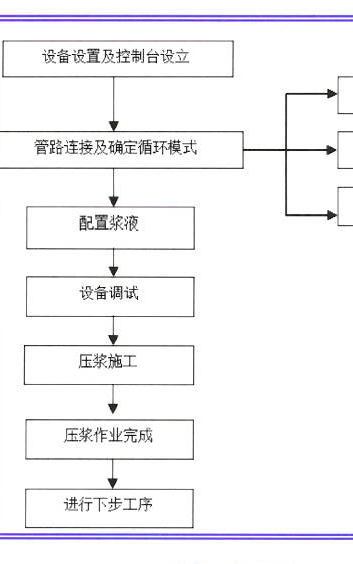 设备设置及控制台设立
管路连接及确定循环模式
配置浆液
设备调试
压浆施工
压浆作业完成
进行下步工序